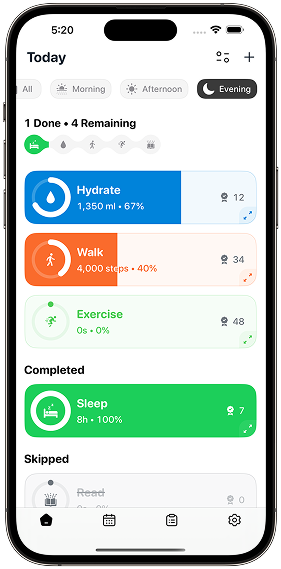 5:20
Today
All
Morning
Afternoon
Evening
1 Done • 4 Remaining
Hydrate
1,350 ml • 67%
12
Walk
4,000 steps • 40%
34
Exercise
0s • 0%
48
Completed
Sleep
8h • 100%
7
Skipped
Read
0